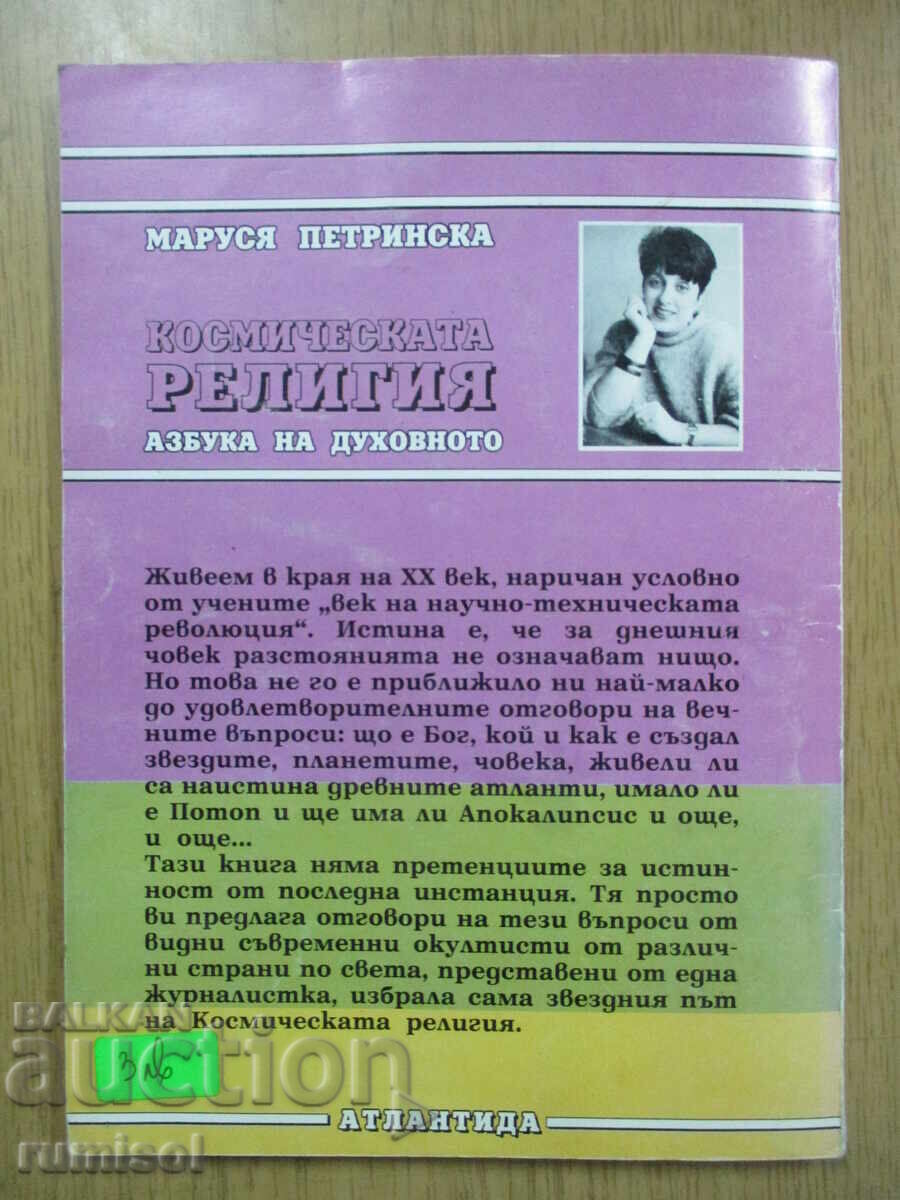 МАРУСЯ ПЕТРИНСКА
КОСМИЧЕСКАТА
РЕЛИГИЯ
АЗБУКА НА ДУХОВНОТО
Живеем в края на XX век, наричан условно
от учените „век на научно-техническата
революция“. Истина е, че за днешния
човек разстоянията не означават нищо.
Но това не го е приближило ни най-малко
до удовлетворителните отговори на веч-
ните въпроси: що е Бог, кой и как е създал
звездите, планетите, човека, живели ли
са наистина древните атланти, имало ли
е Потоп и ще има ли Апокалипсис и още,
и още...
Тази книга няма претенциите за истин-
ност от последна инстанция. Тя просто
ви предлага отговори на тези въпроси от
видни съвременни окултисти от различ-
ни страни по света, представени от една
журналистка, избрала сама звездния път
на Космическата религия.
BALKAN
auction
3 лв
АТЛАНТИДА
rumisol